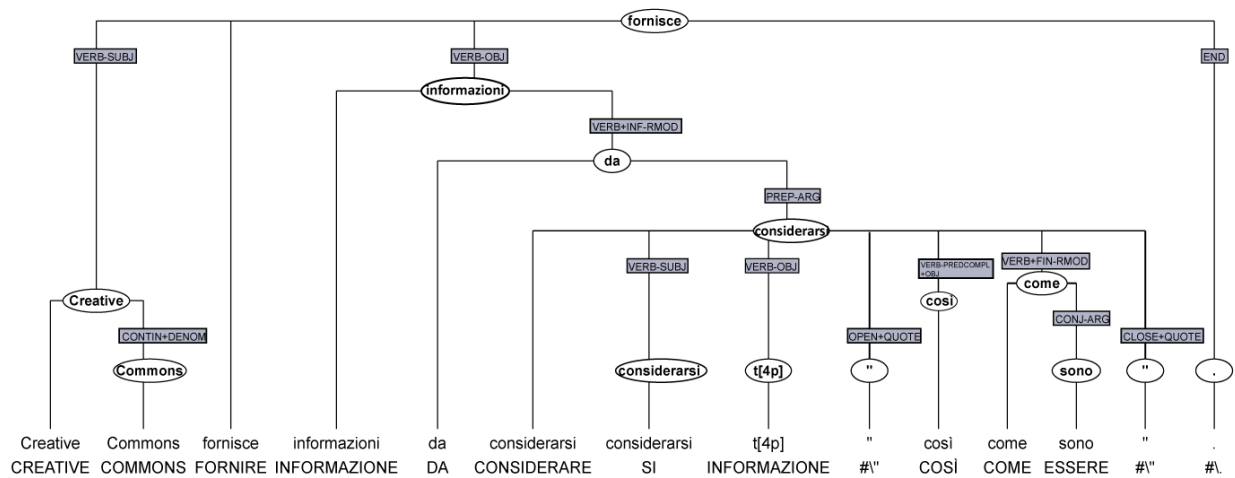 fornisce
VERB-SUBJ VERB-OBJ END
informazioni
VERB+INF-RMOD
da
PREP-ARG
considerarsi
VERB-SUBJ VERB-OBJ VERB-PREDCOMPL +OBJ VERB+FIN-RMOD
Creative così come
CONTIN+DENOM OPEN+QUOTE CONJ-ARG CLOSE+QUOTE
Commons considerarsi t[4p] " sono " .
Creative Commons fornisce informazioni da considerarsi considerarsi t[4p] " così come sono " .
CREATIVE COMMONS FORNIRE INFORMAZIONE DA CONSIDERARE SI INFORMAZIONE #\" COSÌ COME ESSERE #\" #\.